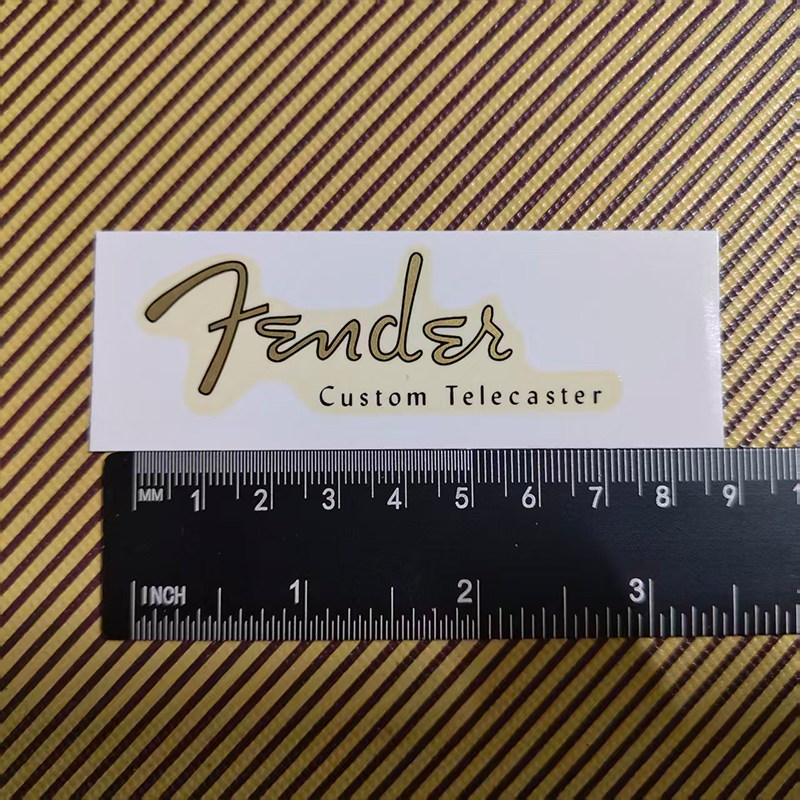 Fender
Custom Telecaster
MM 1 2 3 4 5 6 7 8 9
INCH 1 2 3